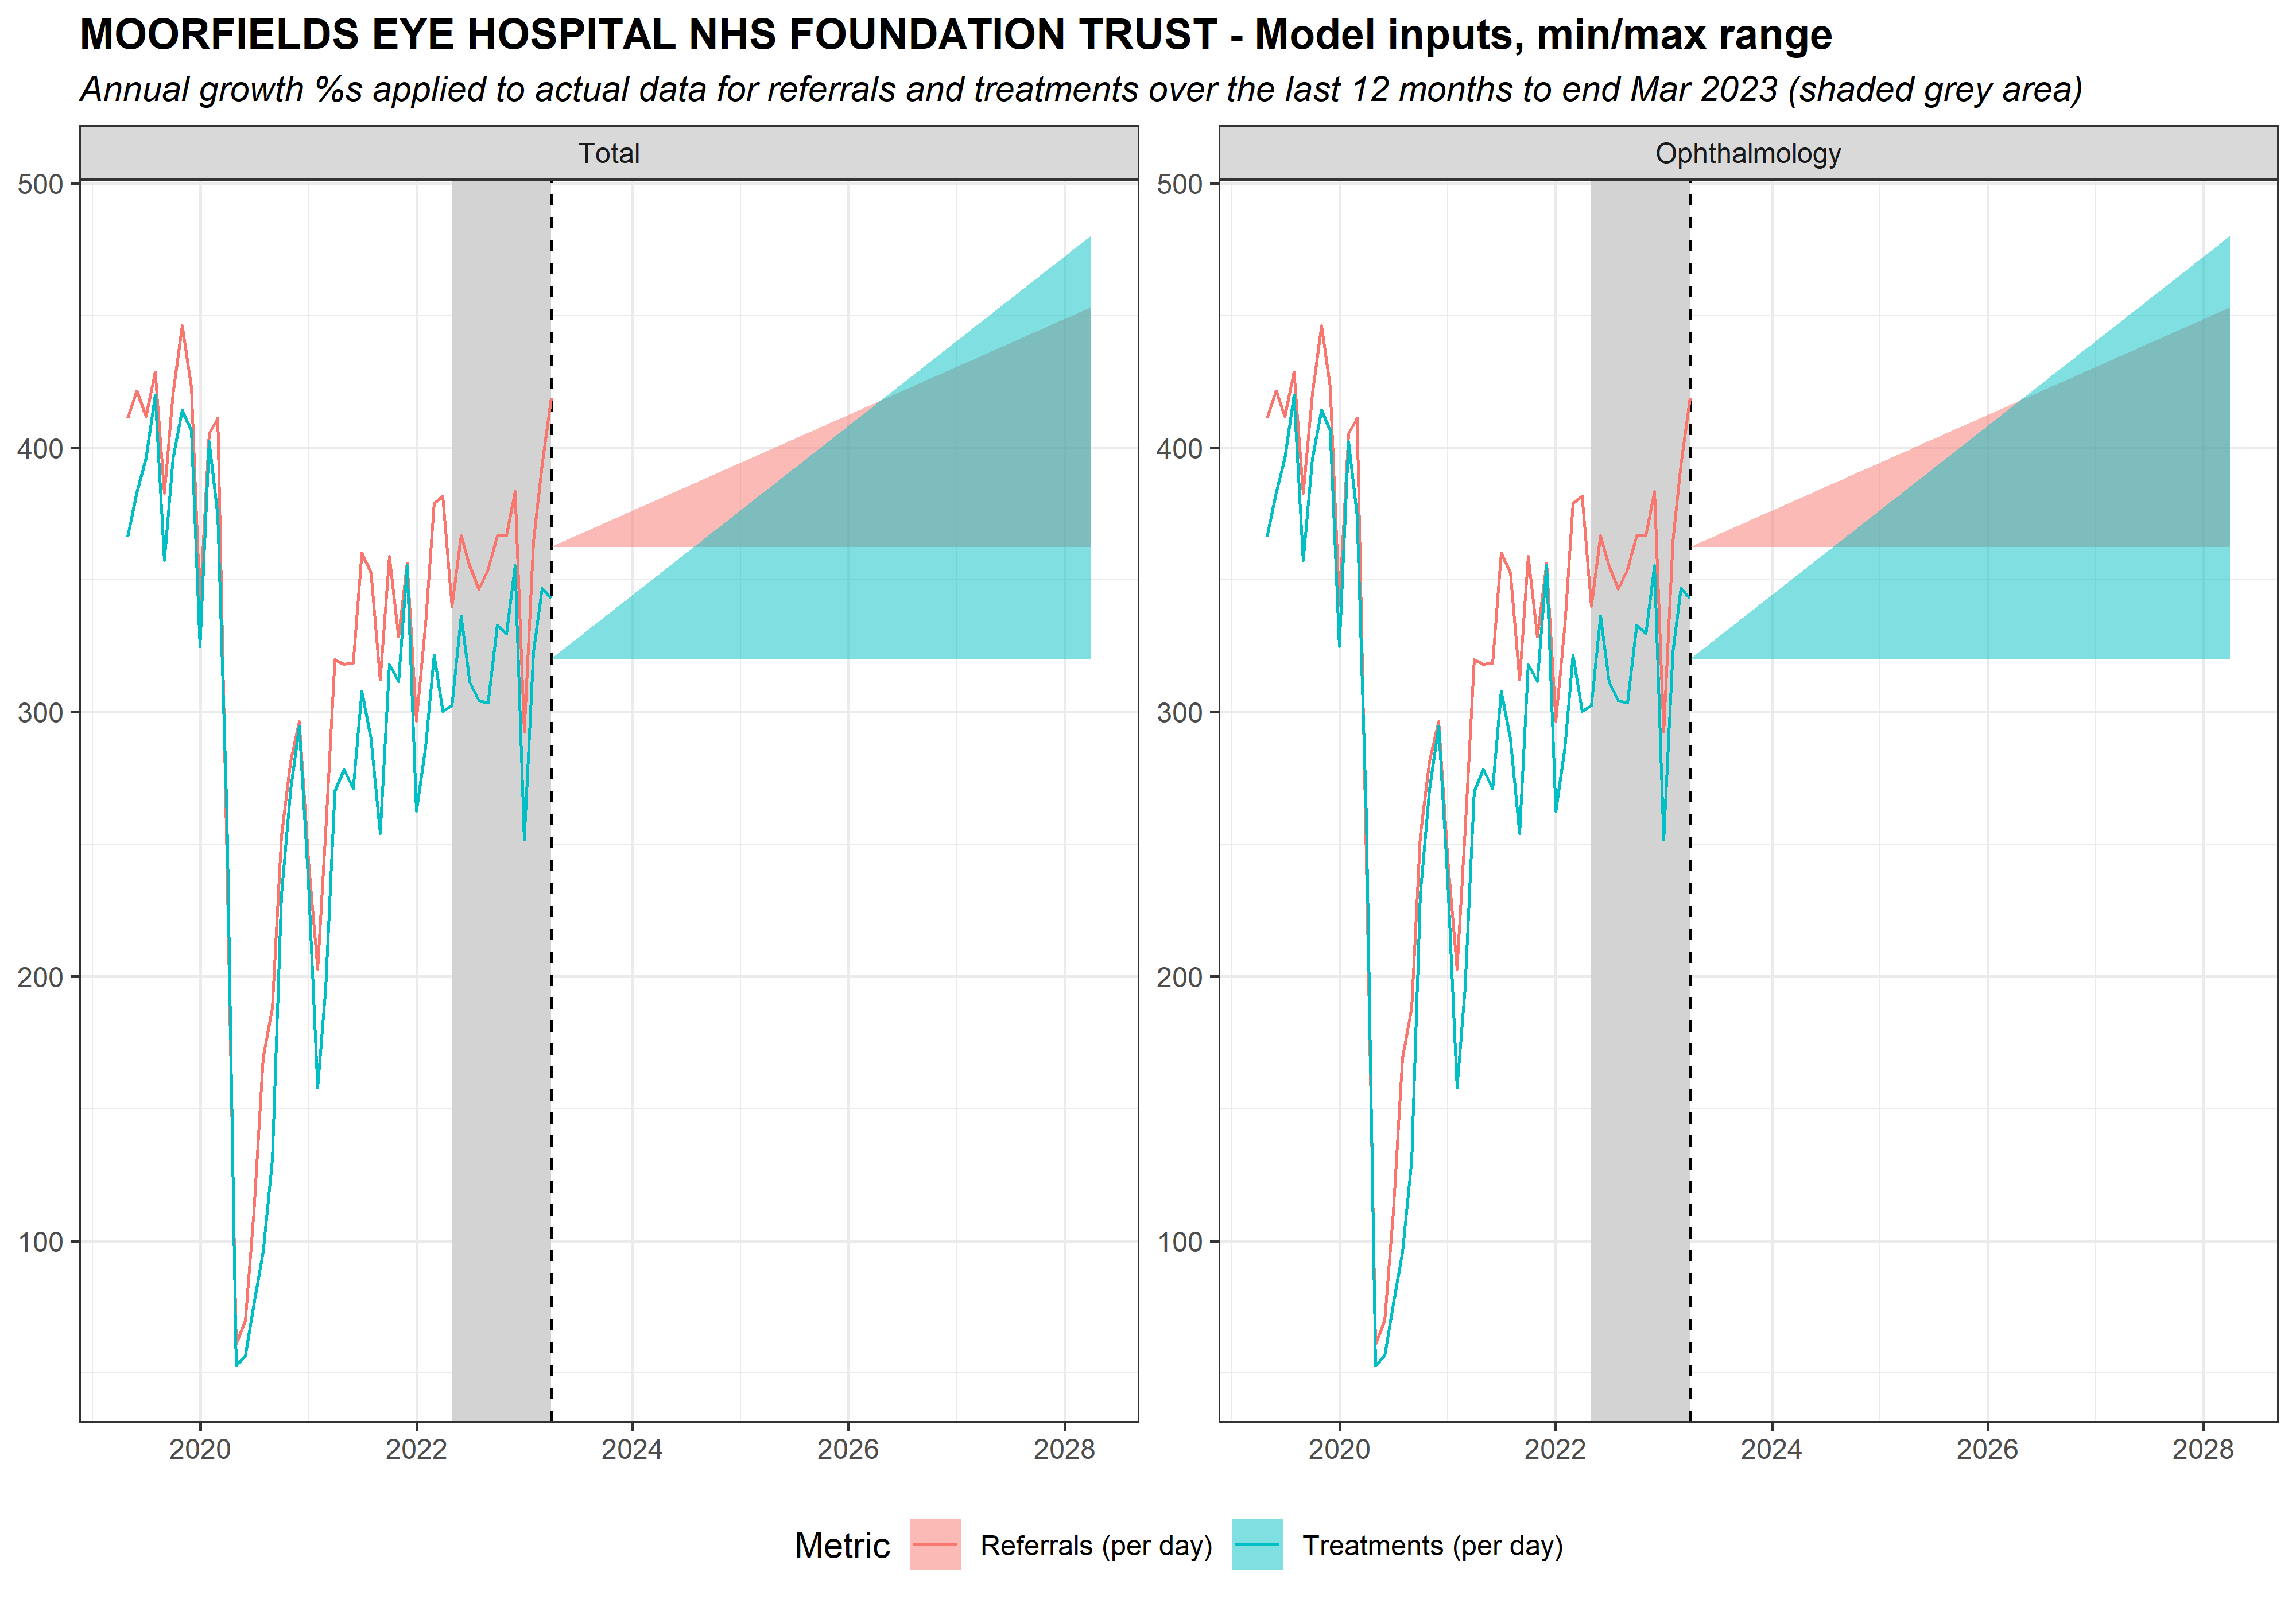 MOORFIELDS EYE HOSPITAL NHS FOUNDATION TRUST - Model inputs, min/max range
Annual growth %s applied to actual data for referrals and treatments over the last 12 months to end Mar 2023 (shaded grey area)
Total
Ophthalmology
500
400
300
200
100
500
400
300
200
100
2020
2022
2024
2026
2028
2020
2022
2024
2026
2028
Metric
Referrals (per day)
Treatments (per day)